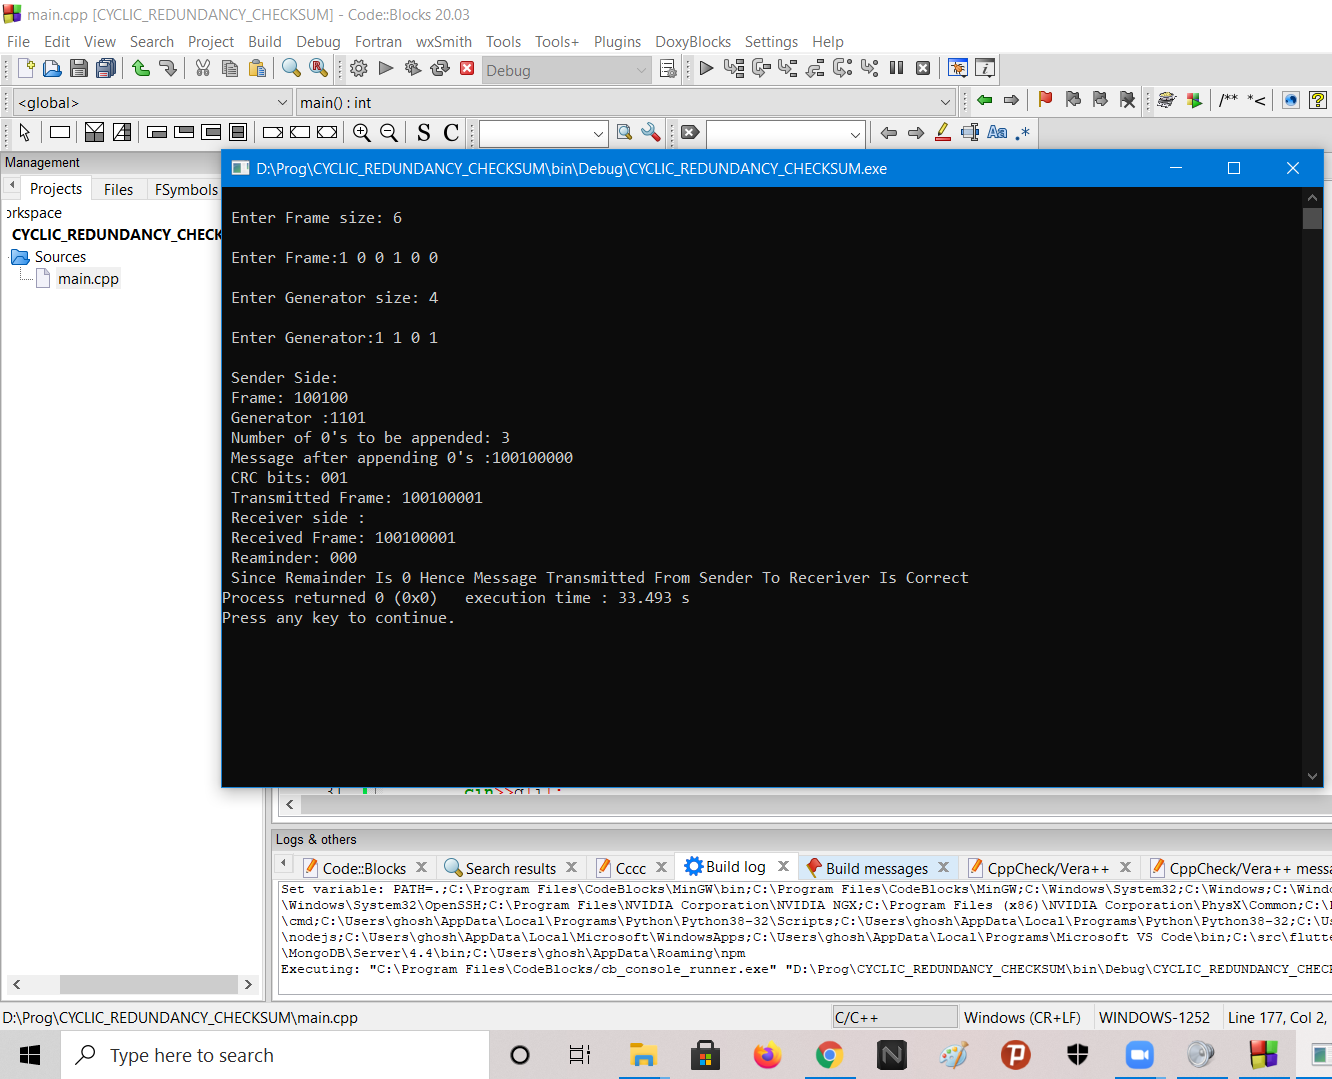 main.cpp [CYCLIC_REDUNDANCY_CHECKSUM] - Code::Blocks 20.03
File Edit View Search Project Build Debug Fortran wxSmith Tools Tools+ Plugins DoxyBlocks Settings Help
Debug
<global> main() : int /** *<
S C Aa .*
Management
Projects Files FSymbols
orkspace
CYCLIC_REDUNDANCY_CHECK
Sources
main.cpp
D:\Prog\CYCLIC_REDUNDANCY_CHECKSUM\bin\Debug\CYCLIC_REDUNDANCY_CHECKSUM.exe
Enter Frame size: 6
Enter Frame:1 0 0 1 0 0
Enter Generator size: 4
Enter Generator:1 1 0 1
Sender Side:
Frame: 100100
Generator :1101
Number of 0's to be appended: 3
Message after appending 0's :100100000
CRC bits: 001
Transmitted Frame: 100100001
Receiver side :
Received Frame: 100100001
Reaminder: 000
Since Remainder Is 0 Hence Message Transmitted From Sender To Receriver Is Correct
Process returned 0 (0x0)   execution time : 33.493 s
Press any key to continue.
Logs & others
Code::Blocks Search results Cccc Build log Build messages CppCheck/Vera++ CppCheck/Vera++ messa
Set variable: PATH=.;C:\Program Files\CodeBlocks\MinGW\bin;C:\Program Files\CodeBlocks\MinGW;C:\Windows\System32;C:\Windows;C:\Windo
\Windows\System32\OpenSSH;C:\Program Files\NVIDIA Corporation\NVIDIA NGX;C:\Program Files (x86)\NVIDIA Corporation\PhysX\Common;C:\
\cmd;C:\Users\ghosh\AppData\Local\Programs\Python\Python38-32\Scripts;C:\Users\ghosh\AppData\Local\Programs\Python\Python38-32;C:\Us
\nodejs;C:\Users\ghosh\AppData\Local\Microsoft\WindowsApps;C:\Users\ghosh\AppData\Local\Programs\Microsoft VS Code\bin;C:\src\flutte
\MongoDB\Server\4.4\bin;C:\Users\ghosh\AppData\Roaming\npm
Executing: "C:\Program Files\CodeBlocks/cb_console_runner.exe" "D:\Prog\CYCLIC_REDUNDANCY_CHECKSUM\bin\Debug\CYCLIC_REDUNDANCY_CHECK
D:\Prog\CYCLIC_REDUNDANCY_CHECKSUM\main.cpp C/C++ Windows (CR+LF) WINDOWS-1252 Line 177, Col 2,
Type here to search